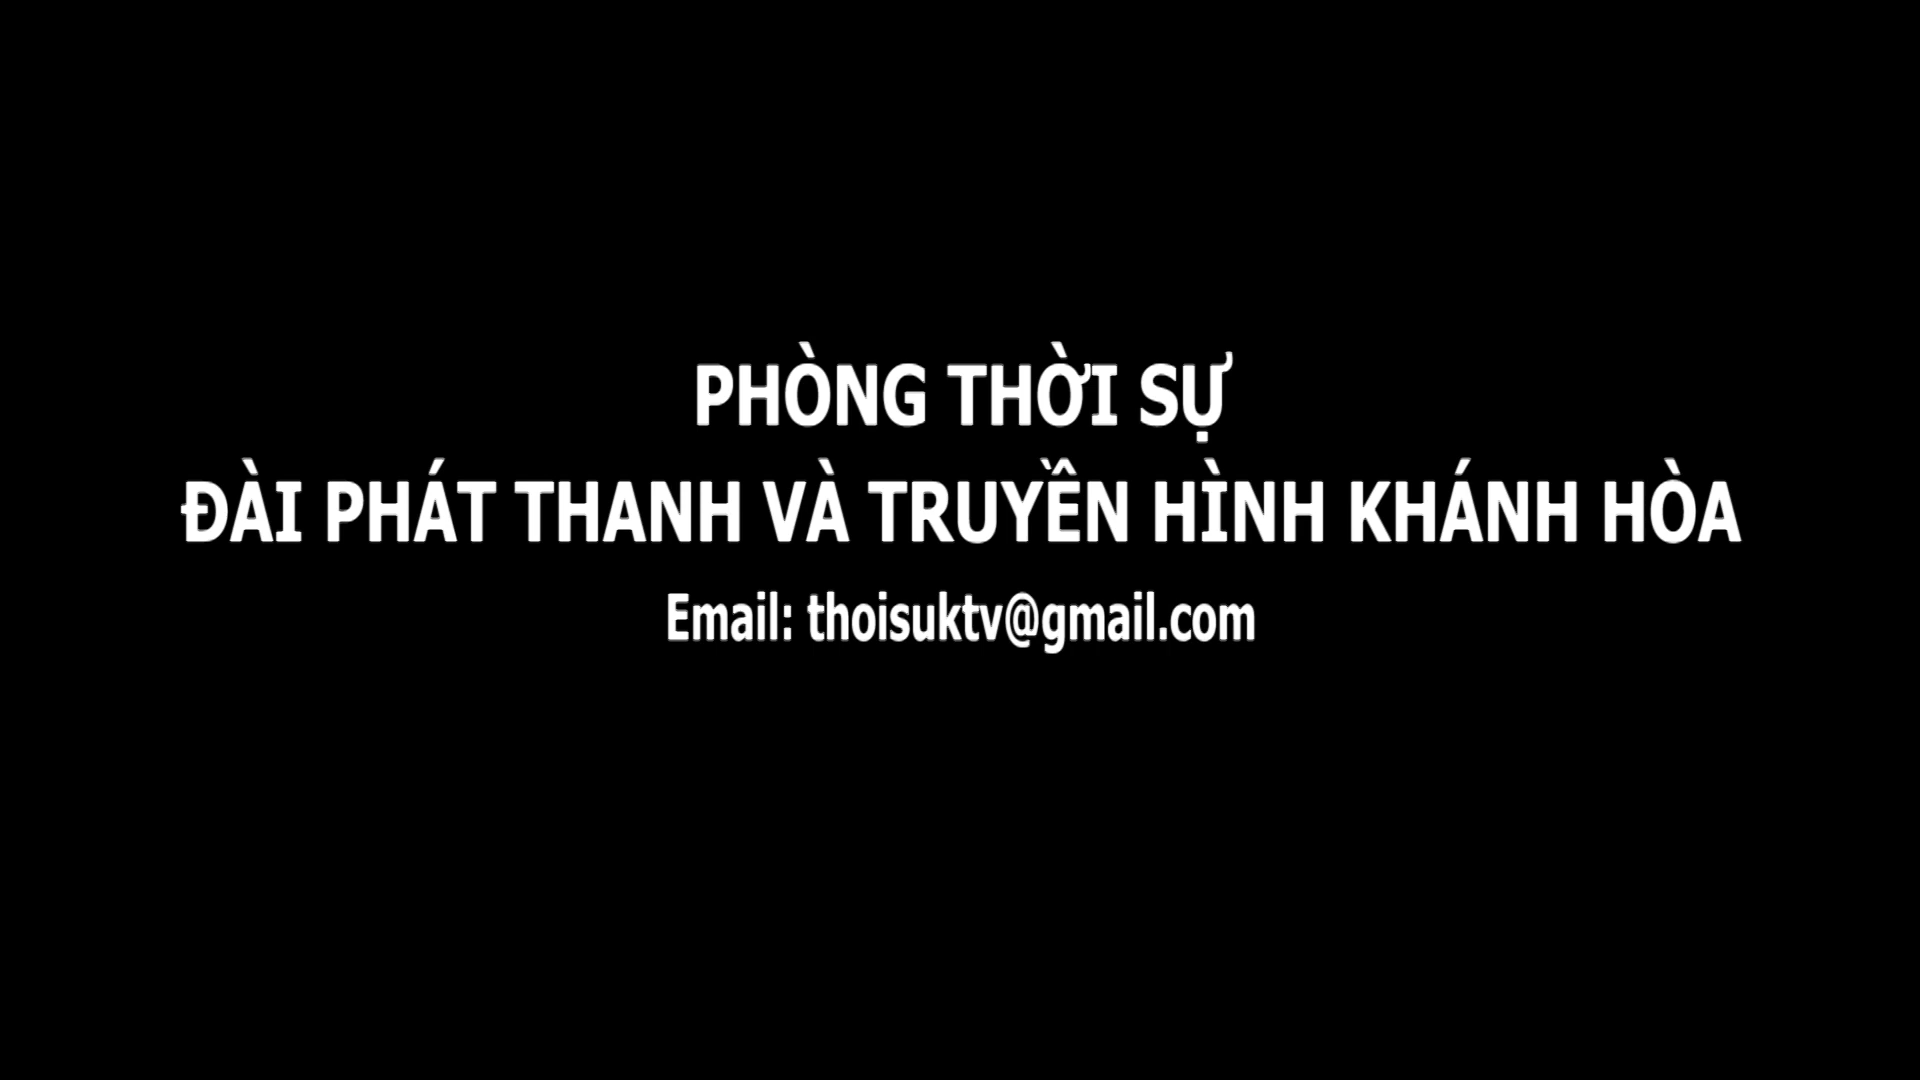 PHÒNG THỜI SỰ
ĐÀI PHÁT THANH VÀ TRUYỀN HÌNH KHÁNH HÒA
Email: thoisuktv@gmail.com